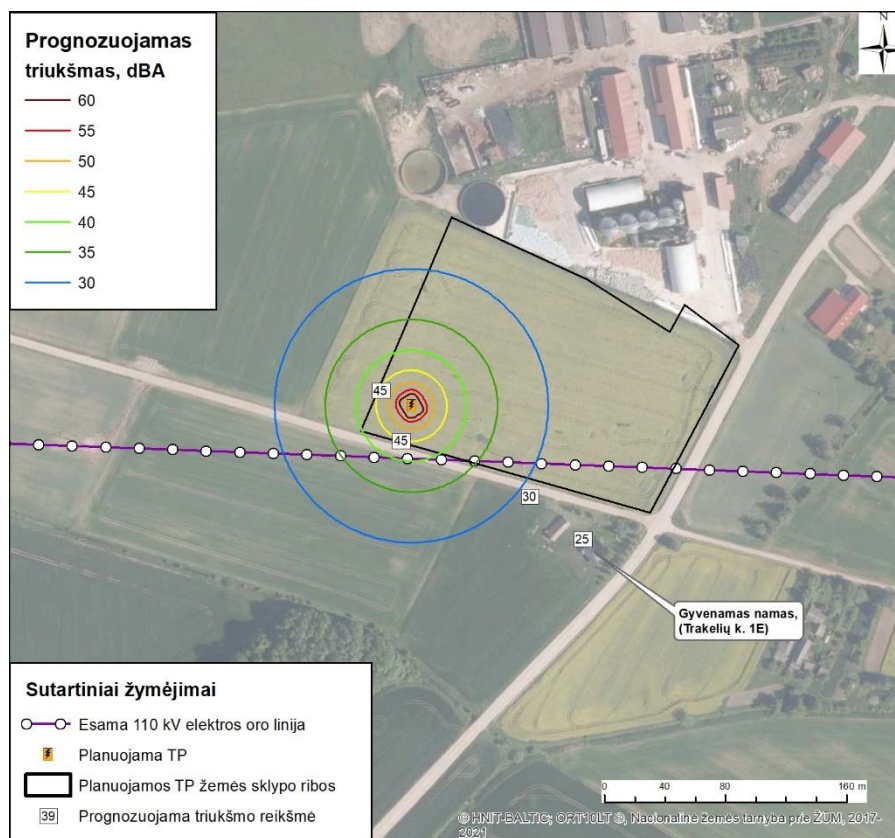 Prognozuojamas
triukšmas, dBA
60
55
50
45
40
35
30
45
45
30
25
Gyvenamas namas,
(Trakelių k. 1E)
Sutartiniai žymėjimai
Esama 110 kV elektros oro linija
Planuojama TP
Planuojamos TP žemės sklypo ribos
39 Prognozuojama triukšmo reikšmė
0 40 80 160 m
© HNIT-BALTIC; ORT10LT ©, Nacionalinė žemės tarnyba prie ŽŪM, 2017-
2021